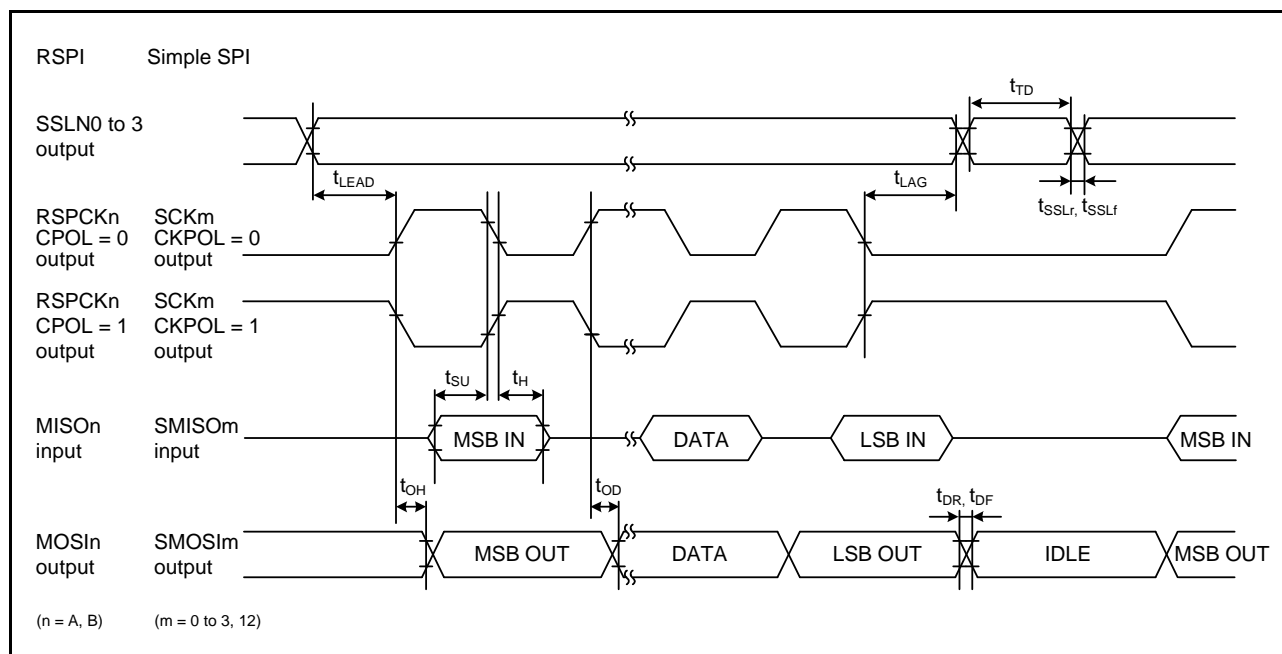 RSPI Simple SPI
SSLN0 to 3
output
tTD
tLEAD
tLAG
tSSLr, tSSLf
RSPCKn SCKm
CPOL = 0 CKPOL = 0
output output
RSPCKn SCKm
CPOL = 1 CKPOL = 1
output output
tSU tH
MISOn SMISOm
input input
MSB IN DATA LSB IN MSB IN
tOH tOD tDR, tDF
MOSIn SMOSIm
output output
MSB OUT DATA LSB OUT IDLE MSB OUT
(n = A, B) (m = 0 to 3, 12)